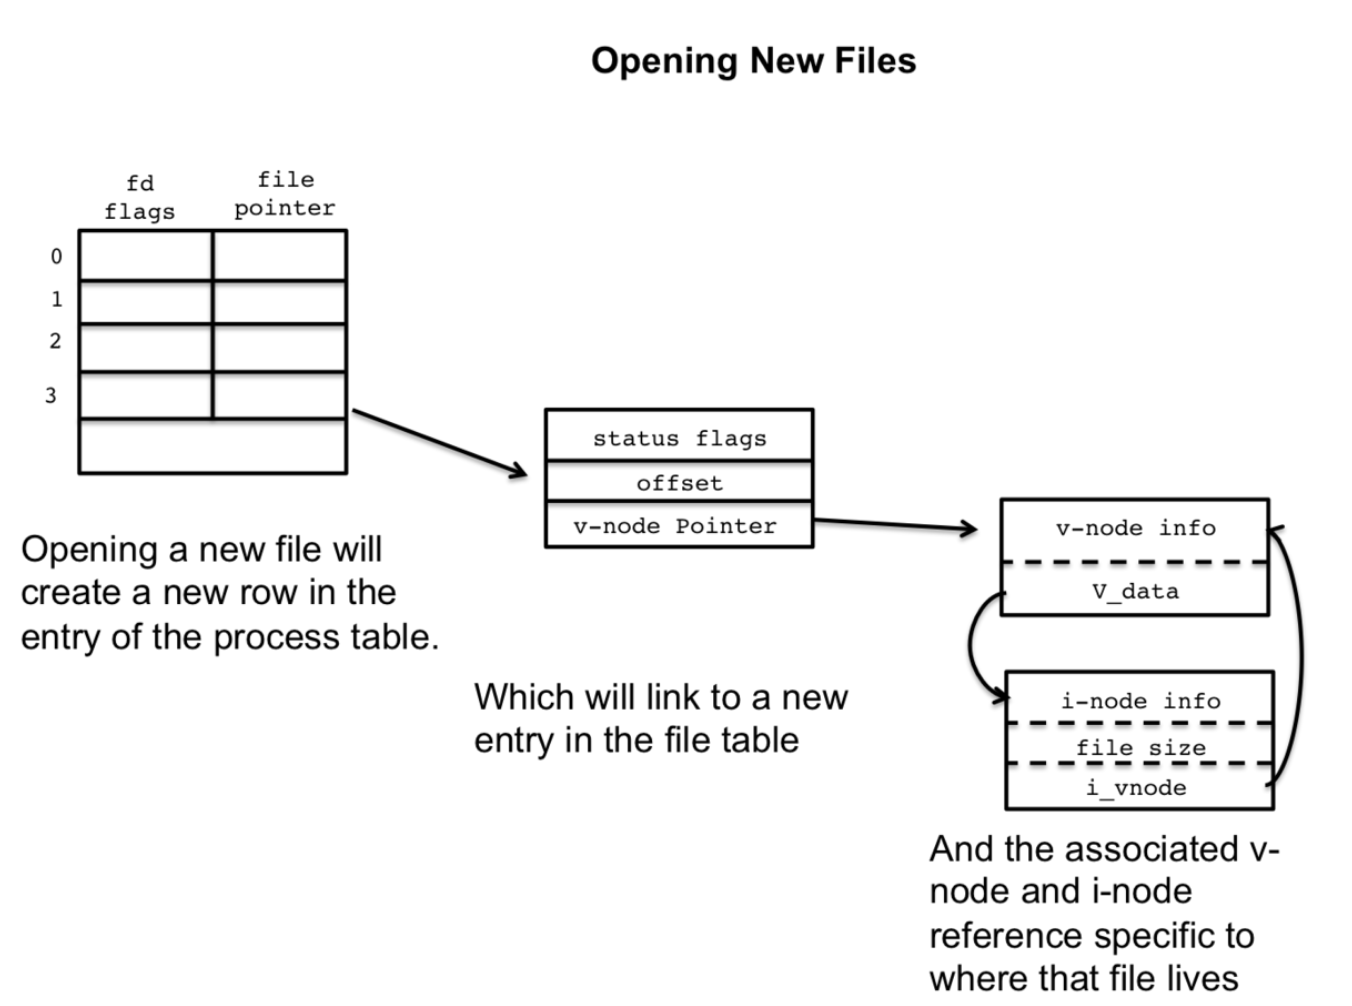 Opening New Files
fd
flags
file
pointer
0
1
2
3
status flags
offset
v-node Pointer
v-node info
V_data
i-node info
file size
i_vnode
Opening a new file will
create a new row in the
entry of the process table.
Which will link to a new
entry in the file table
And the associated v-
node and i-node
reference specific to
where that file lives